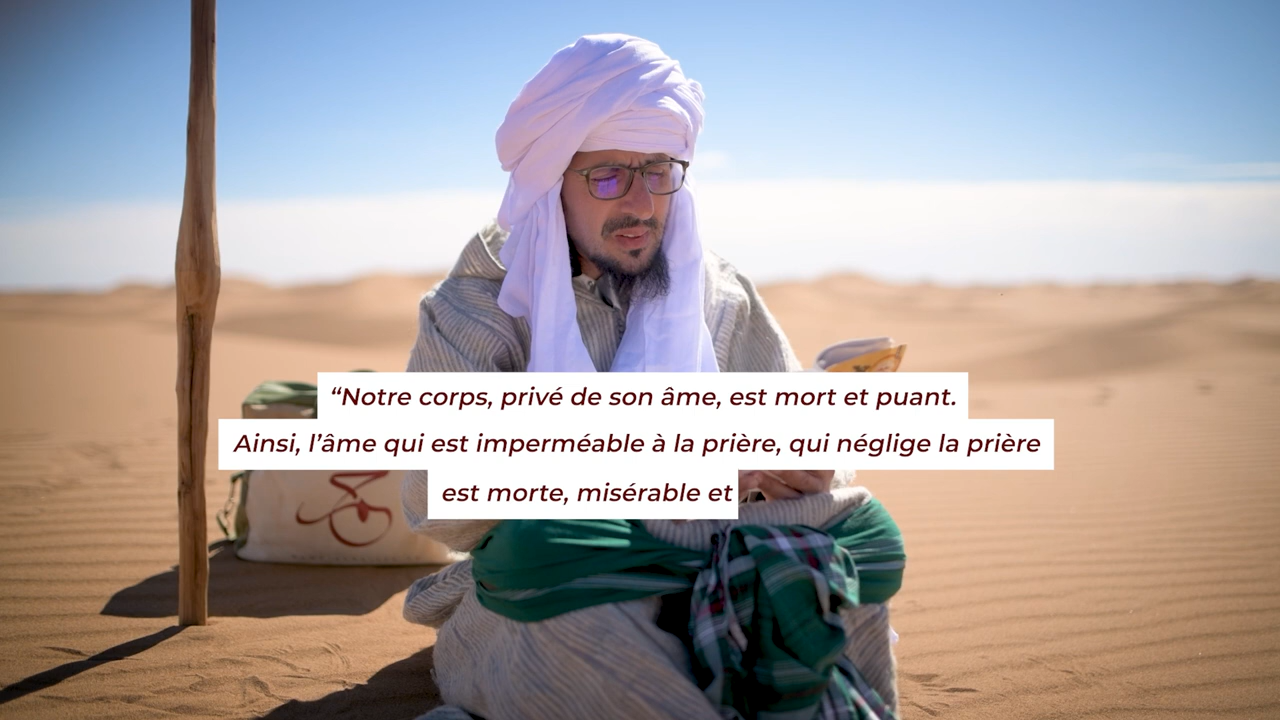 “Notre corps, privé de son âme, est mort et puant.
Ainsi, l’âme qui est imperméable à la prière, qui néglige la prière
est morte, misérable et